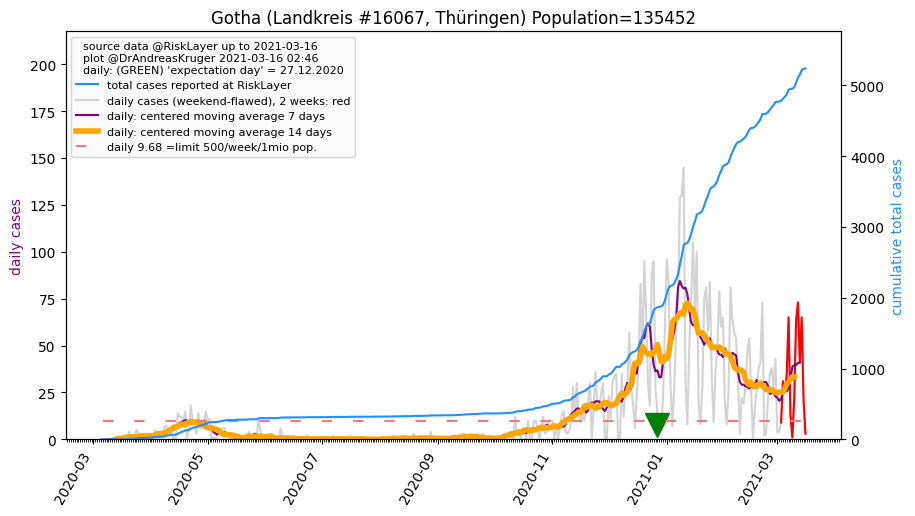 Gotha (Landkreis #16067, Thüringen) Population=135452
source data @RiskLayer up to 2021-03-16
plot @DrAndreasKruger 2021-03-16 02:46
daily: (GREEN) 'expectation day' = 27.12.2020
total cases reported at RiskLayer
daily cases (weekend-flawed), 2 weeks: red
daily: centered moving average 7 days
daily: centered moving average 14 days
daily 9.68 =limit 500/week/1mio pop.
daily cases
200
175
150
125
100
75
50
25
0
cumulative total cases
5000
4000
3000
2000
1000
0
2020-03
2020-05
2020-07
2020-09
2020-11
2021-01
2021-03